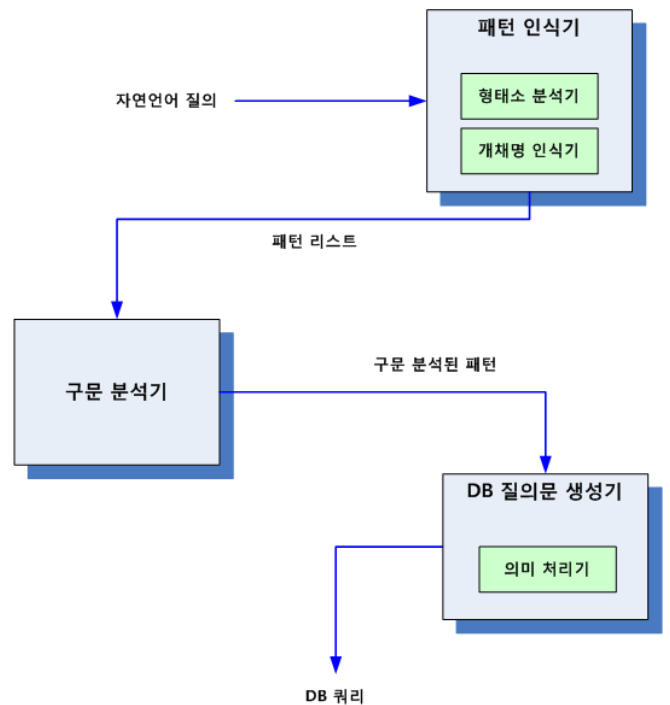 패턴 인식기
자연언어 질의
형태소 분석기
개채명 인식기
패턴 리스트
구문 분석기
구문 분석된 패턴
DB 질의문 생성기
의미 처리기
DB 쿼리